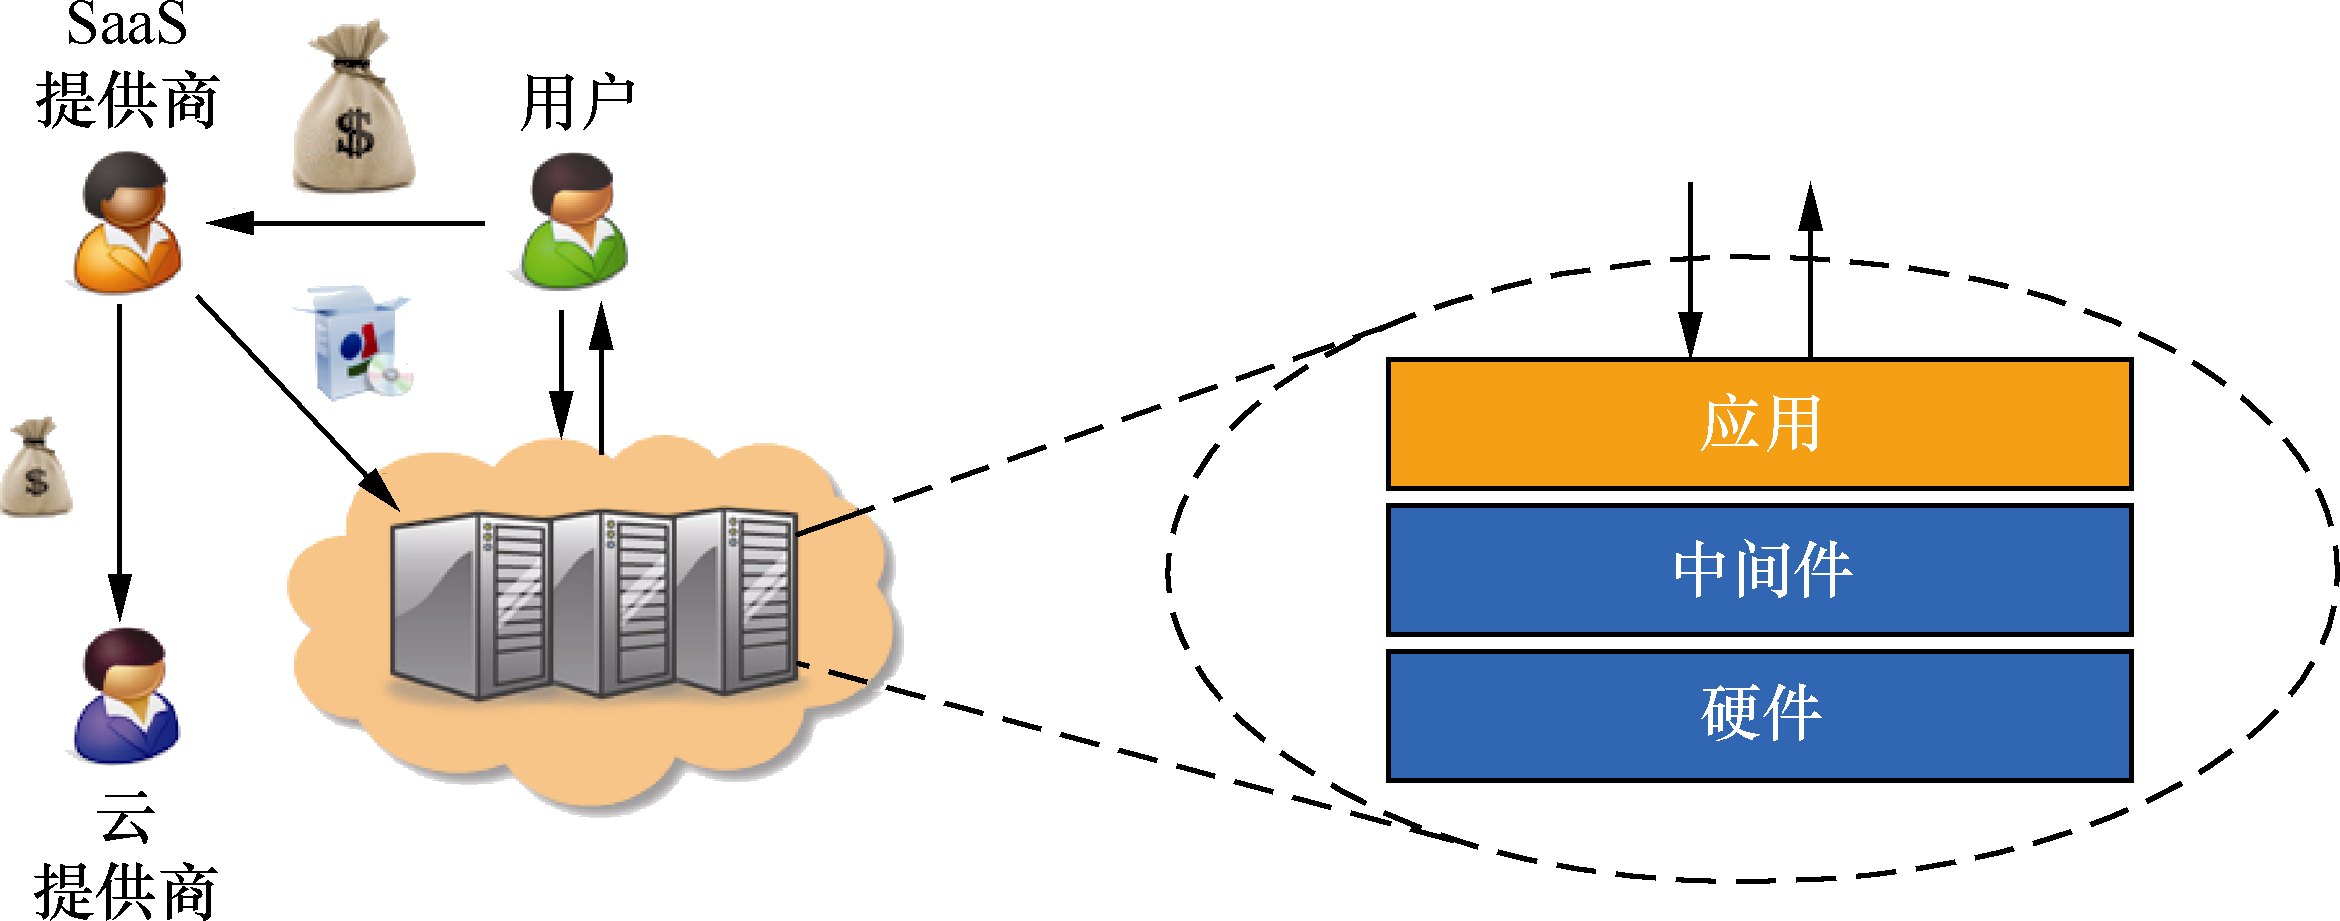 SaaS
提供商
$
用户
$
云
提供商
应用
中间件
硬件